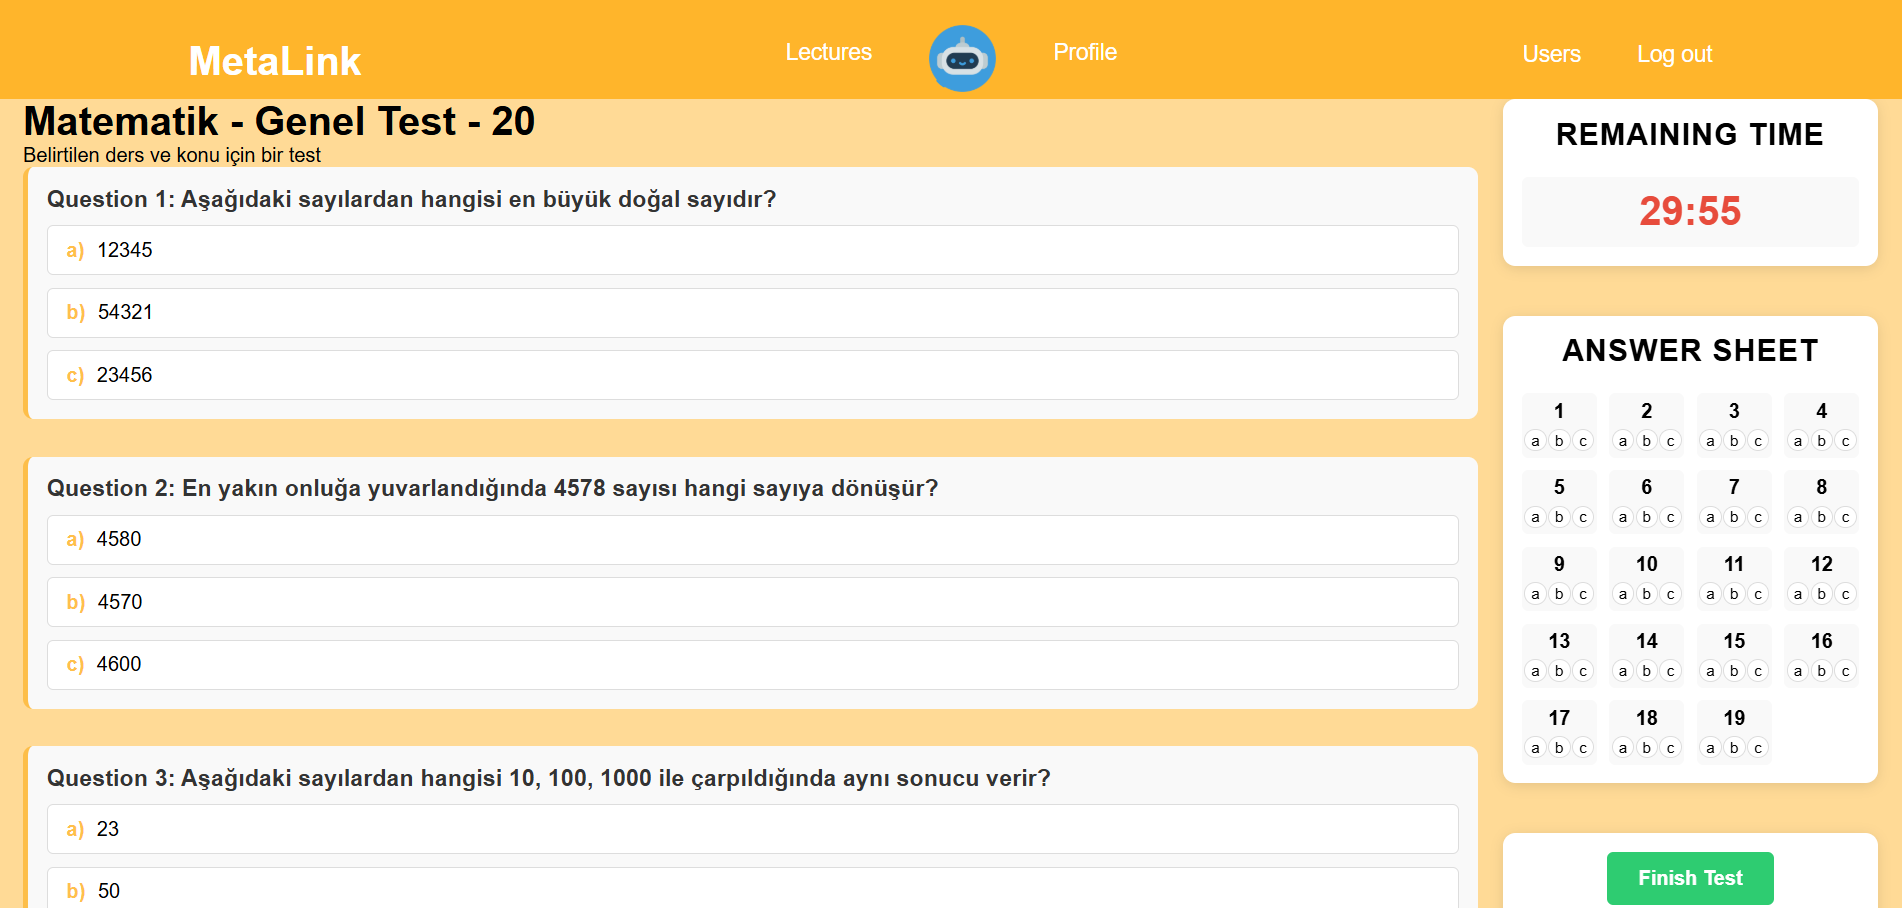 MetaLink
Lectures
Profile
Users
Log out
Matematik - Genel Test - 20
Belirtilen ders ve konu için bir test
Question 1: Aşağıdaki sayılardan hangisi en büyük doğal sayıdır?
a) 12345
b) 54321
c) 23456
Question 2: En yakın onluğa yuvarlandığında 4578 sayısı hangi sayıya dönüşür?
a) 4580
b) 4570
c) 4600
Question 3: Aşağıdaki sayılardan hangisi 10, 100, 1000 ile çarpıldığında aynı sonucu verir?
a) 23
b) 50
REMAINING TIME
29:55
ANSWER SHEET
1 2 3 4
a b c a b c a b c a b c
5 6 7 8
a b c a b c a b c a b c
9 10 11 12
a b c a b c a b c a b c
13 14 15 16
a b c a b c a b c a b c
17 18 19
a b c a b c a b c
Finish Test